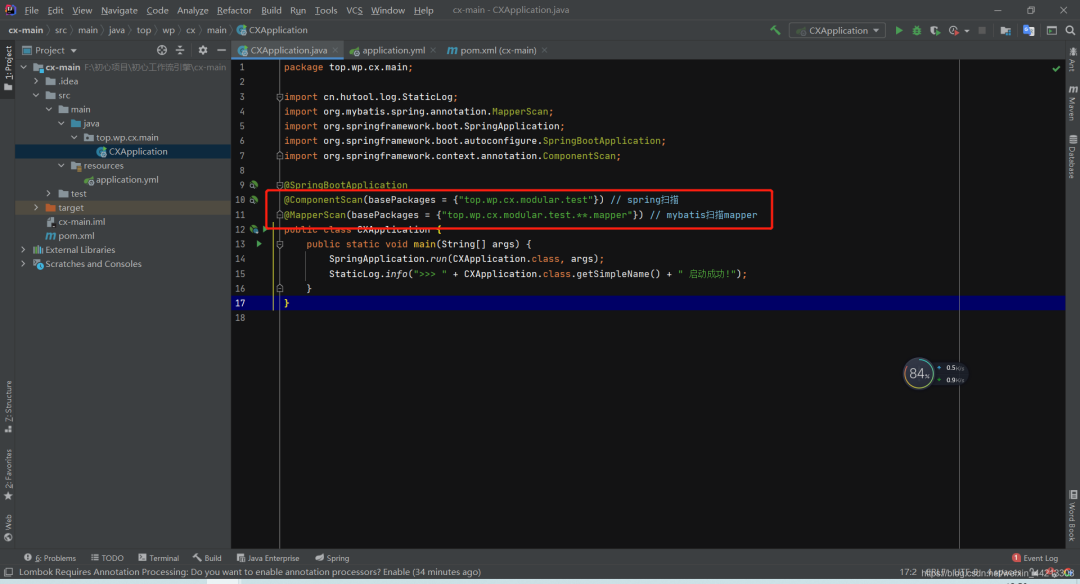 File Edit View Navigate Code Analyze Refactor Build Run Tools VCS Window Help cx-main - CXApplication.java
cx-main src main java top wp cx main CXApplication
CXApplication
Project
CXApplication.java application.yml pom.xml (cx-main)
1: Project
cx-main F:\初心项目\初心工作流引擎\cx-main
.idea
src
main
java
top.wp.cx.main
CXApplication
resources
application.yml
test
target
cx-main.iml
pom.xml
External Libraries
Scratches and Consoles
1 package top.wp.cx.main;
2
3 import cn.hutool.log.StaticLog;
4 import org.mybatis.spring.annotation.MapperScan;
5 import org.springframework.boot.SpringApplication;
6 import org.springframework.boot.autoconfigure.SpringBootApplication;
7 import org.springframework.context.annotation.ComponentScan;
8
9 @SpringBootApplication
10 @ComponentScan(basePackages = {"top.wp.cx.modular.test"}) // spring扫描
11 @MapperScan(basePackages = {"top.wp.cx.modular.test.**.mapper"}) // mybatis扫描mapper
12 public class CXApplication {
13 public static void main(String[] args) {
14 SpringApplication.run(CXApplication.class, args);
15 StaticLog.info(">>> " + CXApplication.class.getSimpleName() + " 启动成功!");
16 }
17 }
18
Ant
Maven
Database
Word Book
84%
0.5K/s
0.9K/s
7: Structure
2: Favorites
Web
6: Problems TODO Terminal Build Java Enterprise Spring
1 Event Log
Lombok Requires Annotation Processing: Do you want to enable annotation processors? Enable (34 minutes ago)
17:2